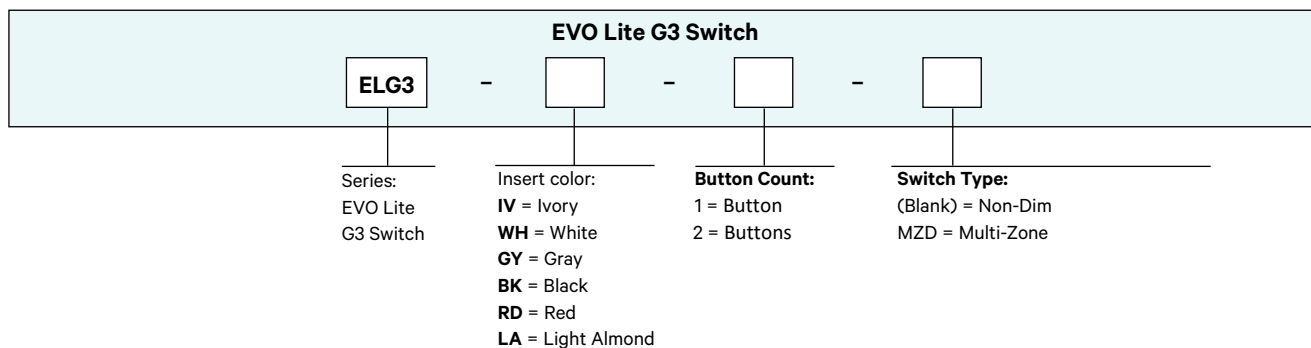 EVO Lite G3 Switch
ELG3 - - -
Series:
EVO Lite
G3 Switch
Insert color:
IV = Ivory
WH = White
GY = Gray
BK = Black
RD = Red
LA = Light Almond
Button Count:
1 = Button
2 = Buttons
Switch Type:
(Blank) = Non-Dim
MZD = Multi-Zone